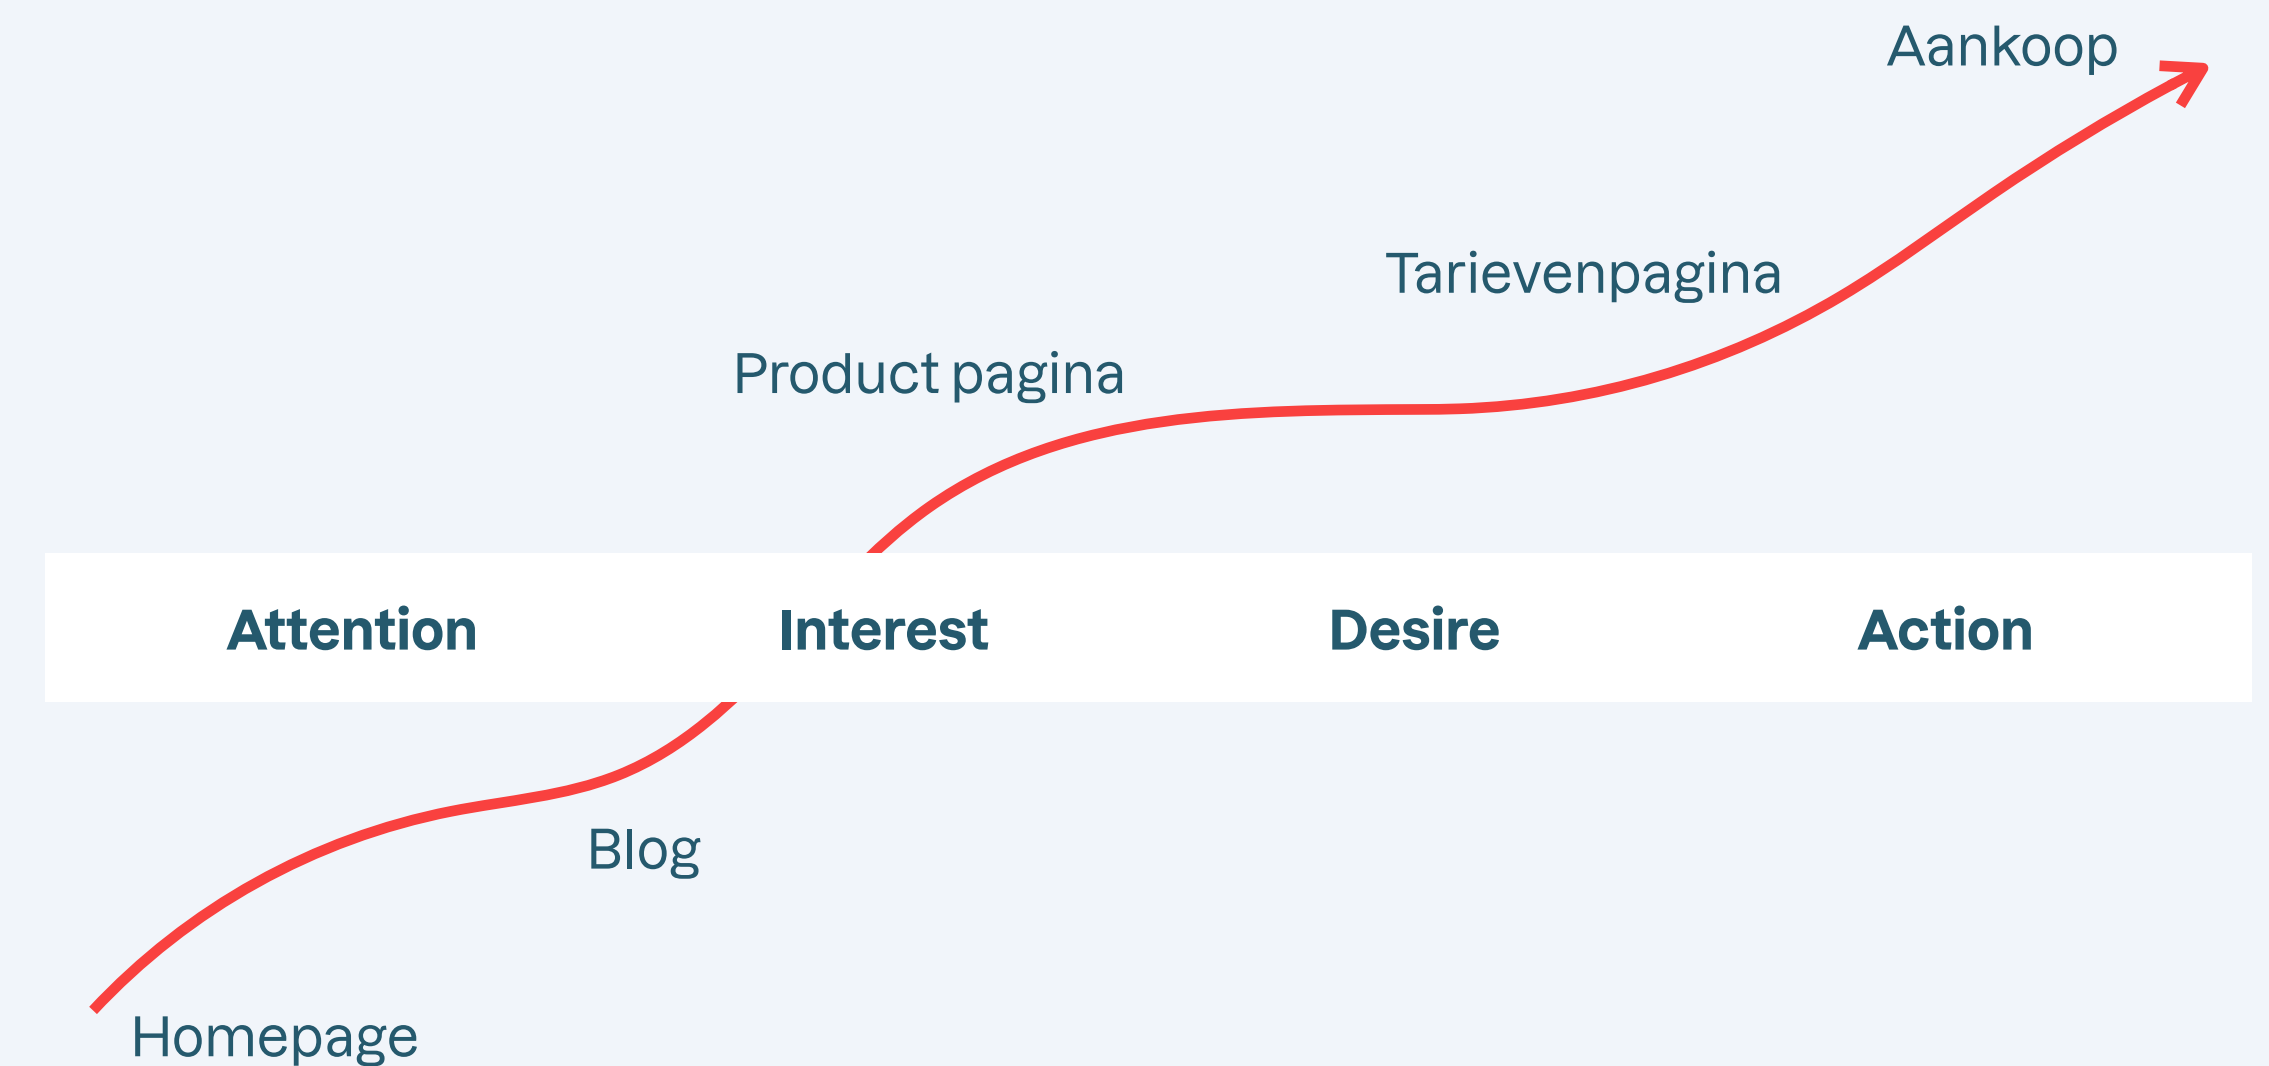 Aankoop
Tarievenpagina
Product pagina
Attention Interest Desire Action
Blog
Homepage